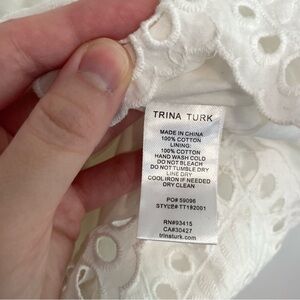 TRINA TURK
MADE IN CHINA
100% COTTON
LINING:
100% COTTON
HAND WASH COLD
DO NOT BLEACH
DO NOT TUMBLE DRY
LINE DRY
COOL IRON IF NEEDED
DRY CLEAN
PO# 59096
STYLE# TT192001
RN#93415
CA#30427
trinaturk.com